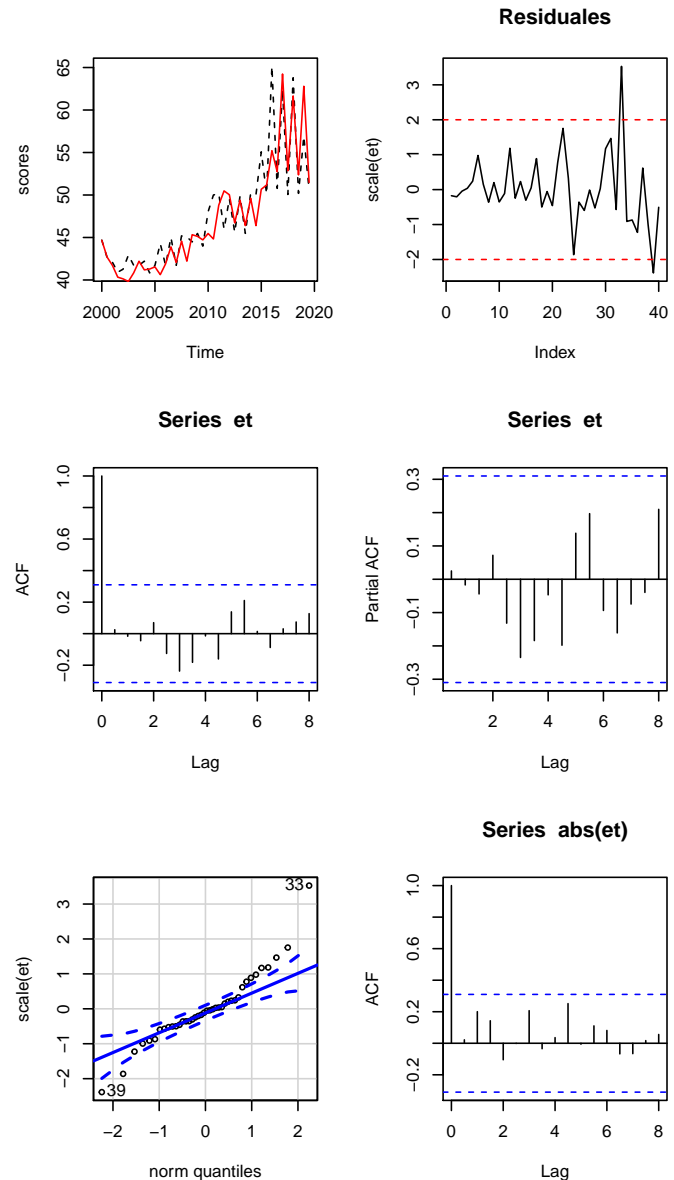 Residuales
scores
40 45 50 55 60 65
2000 2005 2010 2015 2020
Time
scale(et)
−2 −1 0 1 2 3
0 10 20 30 40
Index
Series et
ACF
−0.2 0.2 0.6 1.0
0 2 4 6 8
Lag
Series et
Partial ACF
−0.3 −0.1 0.1 0.3
2 4 6 8
Lag
scale(et)
−2 −1 0 1 2 3
33
39
−2 −1 0 1 2
norm quantiles
Series abs(et)
ACF
−0.2 0.2 0.6 1.0
0 2 4 6 8
Lag